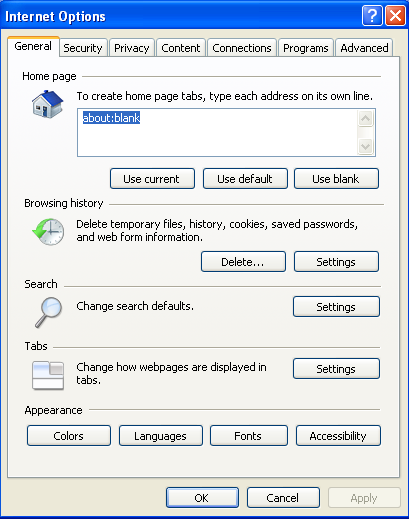 Internet Options
General Security Privacy Content Connections Programs Advanced
Home page
To create home page tabs, type each address on its own line.
about:blank
Use current Use default Use blank
Browsing history
Delete temporary files, history, cookies, saved passwords,
and web form information.
Delete... Settings
Search
Change search defaults. Settings
Tabs
Change how webpages are displayed in
tabs.
Settings
Appearance
Colors Languages Fonts Accessibility
OK Cancel Apply